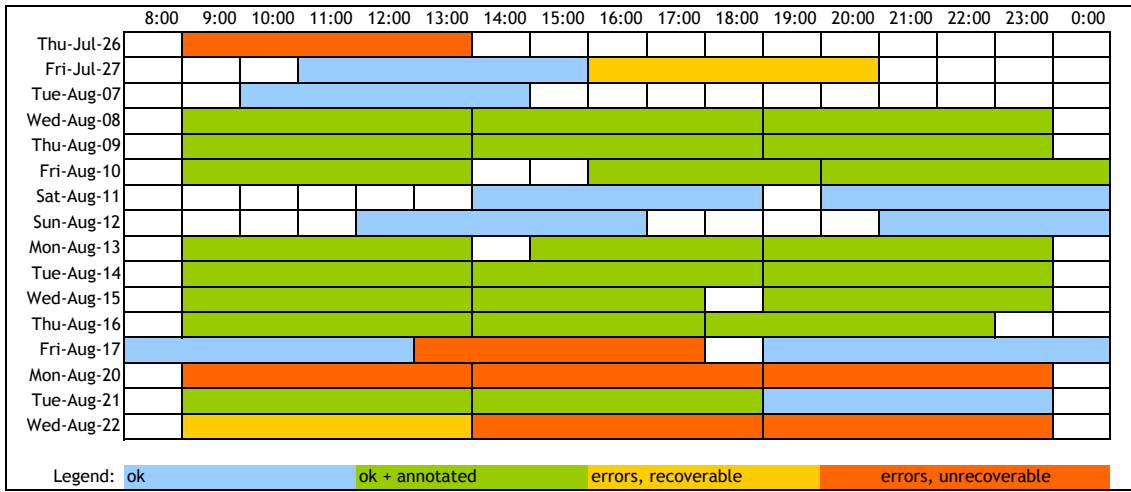 8:00 9:00 10:00 11:00 12:00 13:00 14:00 15:00 16:00 17:00 18:00 19:00 20:00 21:00 22:00 23:00 0:00
Thu-Jul-26
Fri-Jul-27
Tue-Aug-07
Wed-Aug-08
Thu-Aug-09
Fri-Aug-10
Sat-Aug-11
Sun-Aug-12
Mon-Aug-13
Tue-Aug-14
Wed-Aug-15
Thu-Aug-16
Fri-Aug-17
Mon-Aug-20
Tue-Aug-21
Wed-Aug-22
Legend: ok ok + annotated errors, recoverable errors, unrecoverable